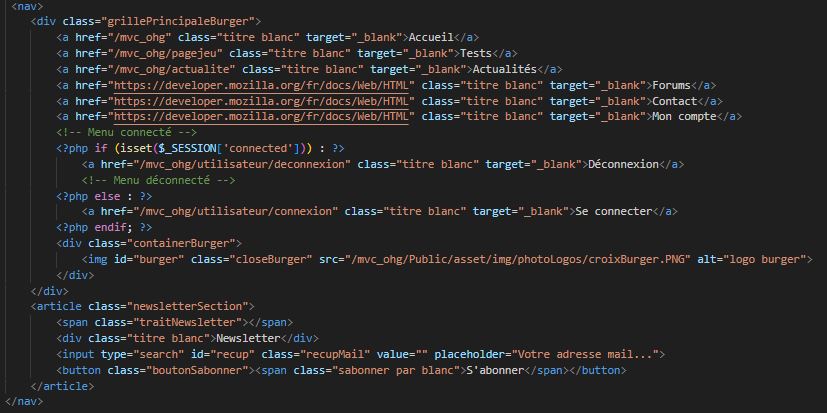 <nav>
<div class="grillePrincipaleBurger">
<a href="/mvc_ohg" class="titre blanc" target="_blank">Accueil</a>
<a href="/mvc_ohg/pagejeu" class="titre blanc" target="_blank">Tests</a>
<a href="/mvc_ohg/actualite" class="titre blanc" target="_blank">Actualités</a>
<a href="https://developer.mozilla.org/fr/docs/Web/HTML" class="titre blanc" target="_blank">Forums</a>
<a href="https://developer.mozilla.org/fr/docs/Web/HTML" class="titre blanc" target="_blank">Contact</a>
<a href="https://developer.mozilla.org/fr/docs/Web/HTML" class="titre blanc" target="_blank">Mon compte</a>
<!-- Menu connecté -->
<?php if (isset($_SESSION['connected'])) : ?>
<a href="/mvc_ohg/utilisateur/deconnexion" class="titre blanc" target="_blank">Déconnexion</a>
<!-- Menu déconnecté -->
<?php else : ?>
<a href="/mvc_ohg/utilisateur/connexion" class="titre blanc" target="_blank">Se connecter</a>
<?php endif; ?>
<div class="containerBurger">
<img id="burger" class="closeBurger" src="/mvc_ohg/Public/asset/img/photoLogos/croixBurger.PNG" alt="logo burger">
</div>
</div>
<article class="newsletterSection">
<span class="traitNewsletter"></span>
<div class="titre blanc">Newsletter</div>
<input type="search" id="recup" class="recupMail" value="" placeholder="Votre adresse mail...">
<button class="boutonSabonner"><span class="sabonner par blanc">S'abonner</span></button>
</article>
</nav>